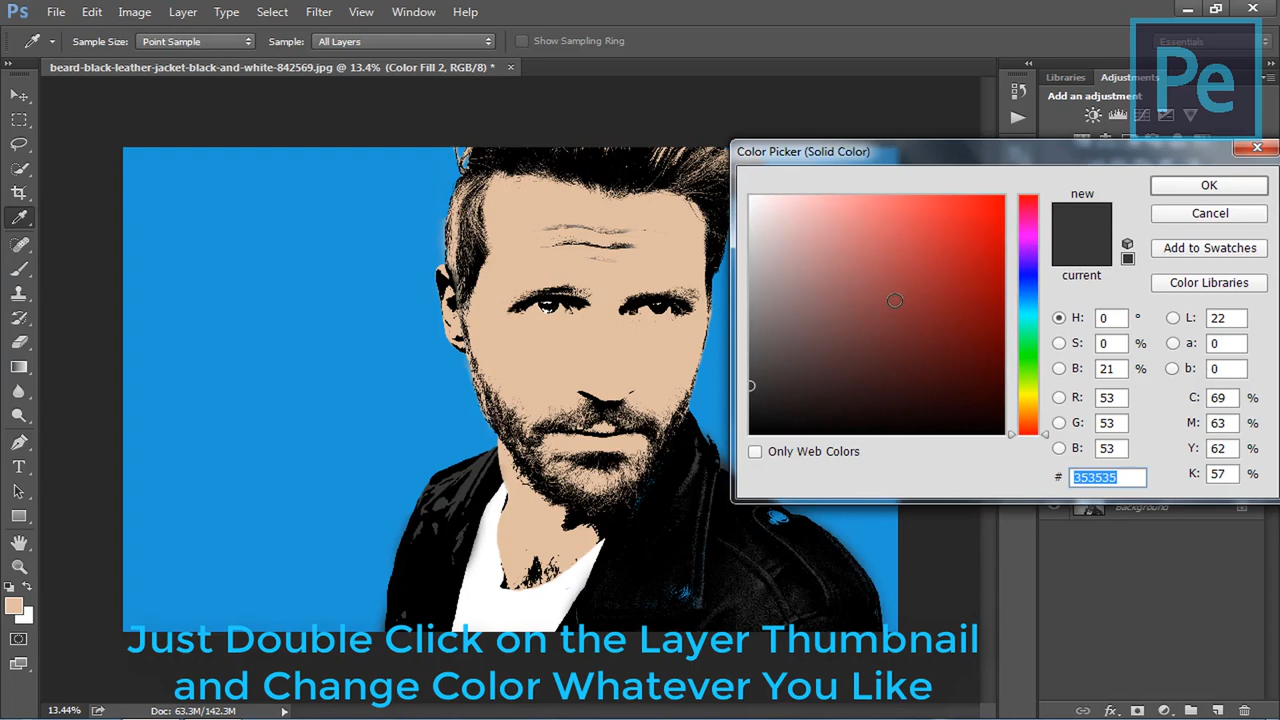 Ps File Edit Image Layer Type Select Filter View Window Help
Sample Size: Point Sample Sample: All Layers Show Sampling Ring Essentials
beard-black-leather-jacket-black-and-white-842569.jpg @ 13.4% (Color Fill 2, RGB/8) * ×
Libraries Adjustments
Add an adjustment
Pe
Color Picker (Solid Color)
new
current
OK
Cancel
Add to Swatches
Color Libraries
H: 0 ° L: 22
S: 0 % a: 0
B: 21 % b: 0
R: 53 C: 69 %
G: 53 M: 63 %
B: 53 Y: 62 %
# 353535 K: 57 %
Only Web Colors
Background
T
Just Double Click on the Layer Thumbnail
and Change Color Whatever You Like
13.44% Doc: 63.3M/142.3M
fx